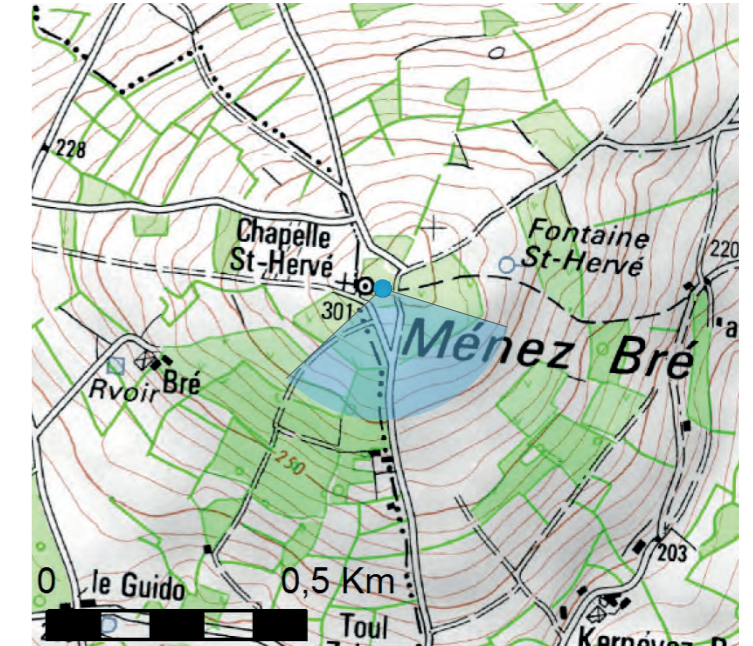 228
Chapelle
St-Hervé
301
Fontaine
St-Hervé
220
Ménez Bré
a
Rvoir
Bré
250
203
0
le Guido
0,5 Km
Toul